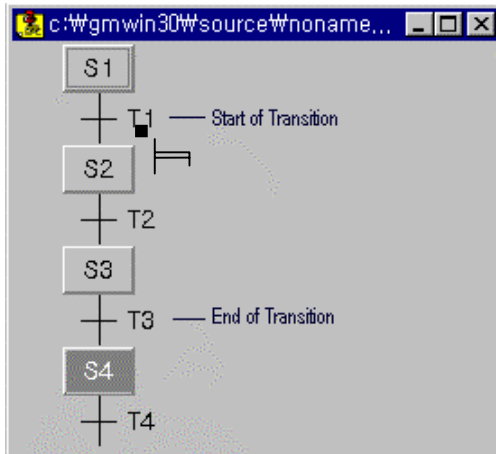 c:₩gmwin30₩source₩noname...
S1
T1 Start of Transition
S2
T2
S3
T3 End of Transition
S4
T4